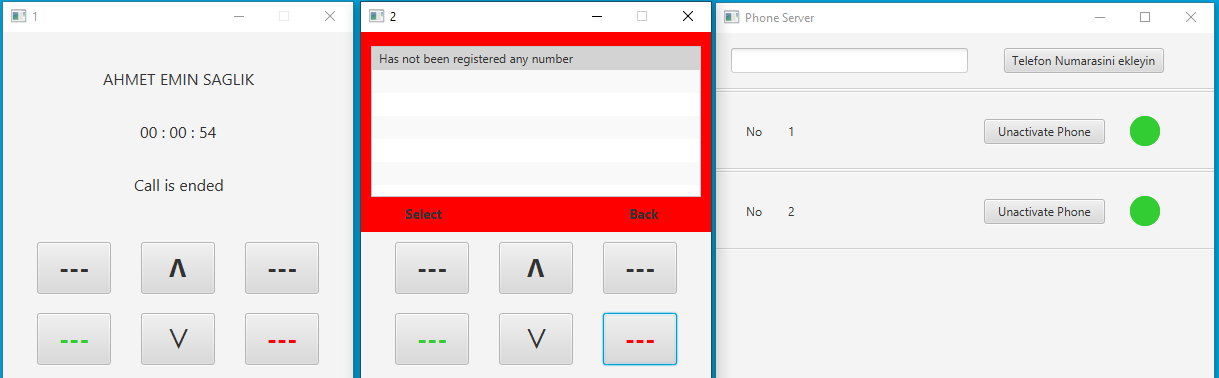 1
AHMET EMIN SAGLIK
00 : 00 : 54
Call is ended
---
Λ
---
---
V
---
2
Has not been registered any number
Select
Back
---
Λ
---
---
V
---
Phone Server
Telefon Numarasini ekleyin
No 1 Unactivate Phone
No 2 Unactivate Phone